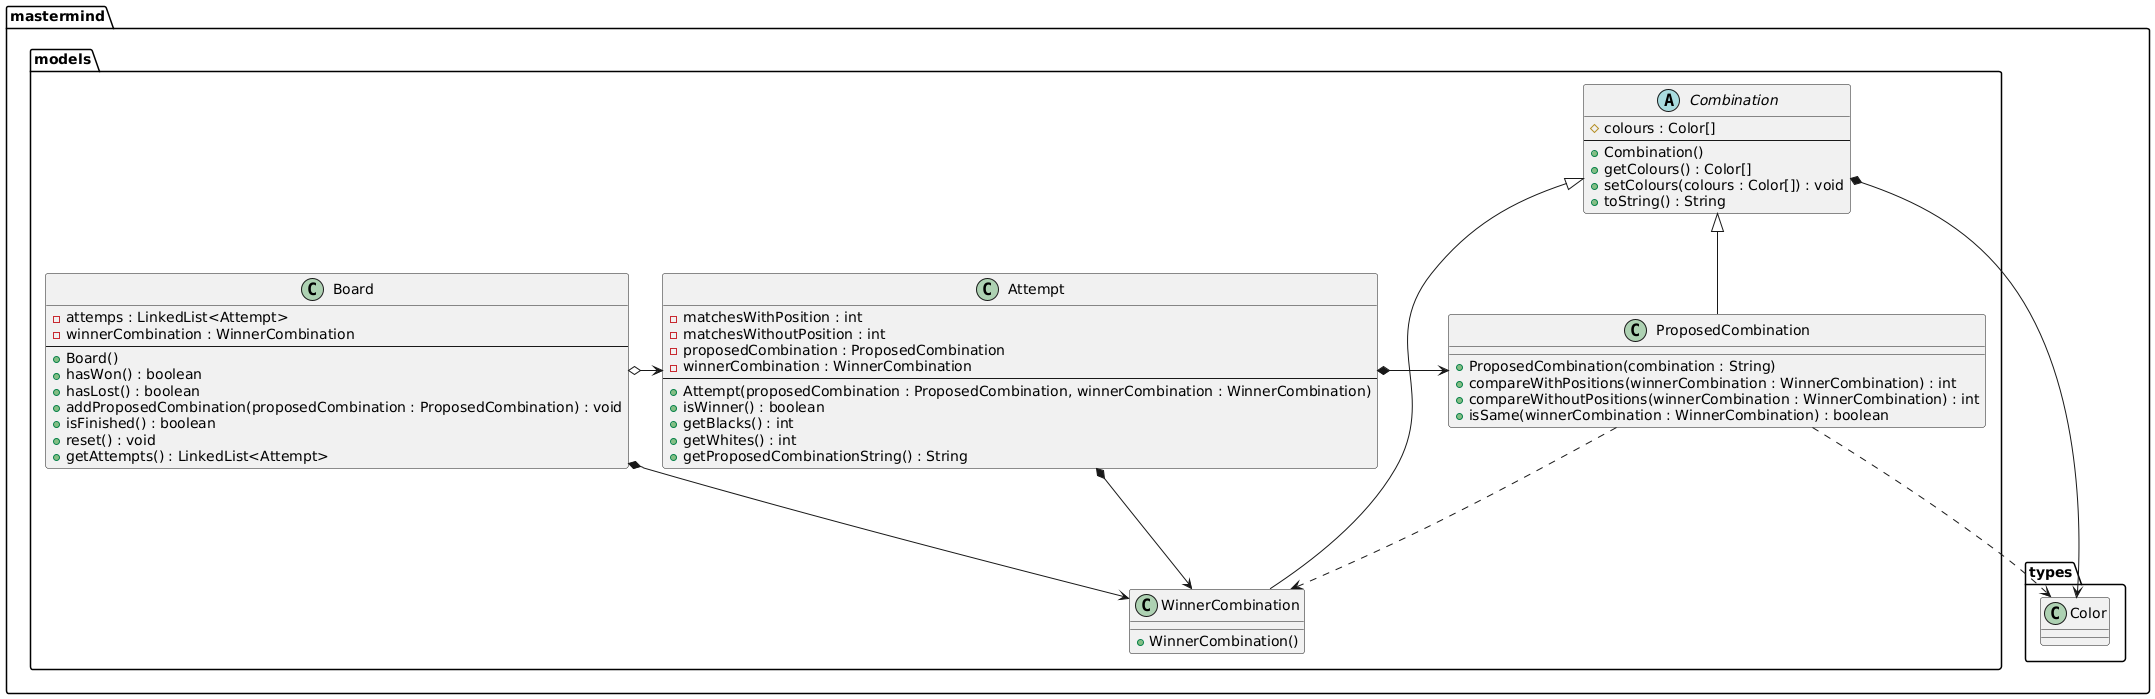 mastermind
models
A Combination
colours : Color[]
Combination()
getColours() : Color[]
setColours(colours : Color[]) : void
toString() : String
C Board
attemps : LinkedList<Attempt>
winnerCombination : WinnerCombination
Board()
hasWon() : boolean
hasLost() : boolean
addProposedCombination(proposedCombination : ProposedCombination) : void
isFinished() : boolean
reset() : void
getAttempts() : LinkedList<Attempt>
C Attempt
matchesWithPosition : int
matchesWithoutPosition : int
proposedCombination : ProposedCombination
winnerCombination : WinnerCombination
Attempt(proposedCombination : ProposedCombination, winnerCombination : WinnerCombination)
isWinner() : boolean
getBlacks() : int
getWhites() : int
getProposedCombinationString() : String
C ProposedCombination
ProposedCombination(combination : String)
compareWithPositions(winnerCombination : WinnerCombination) : int
compareWithoutPositions(winnerCombination : WinnerCombination) : int
isSame(winnerCombination : WinnerCombination) : boolean
C WinnerCombination
WinnerCombination()
types
C Color